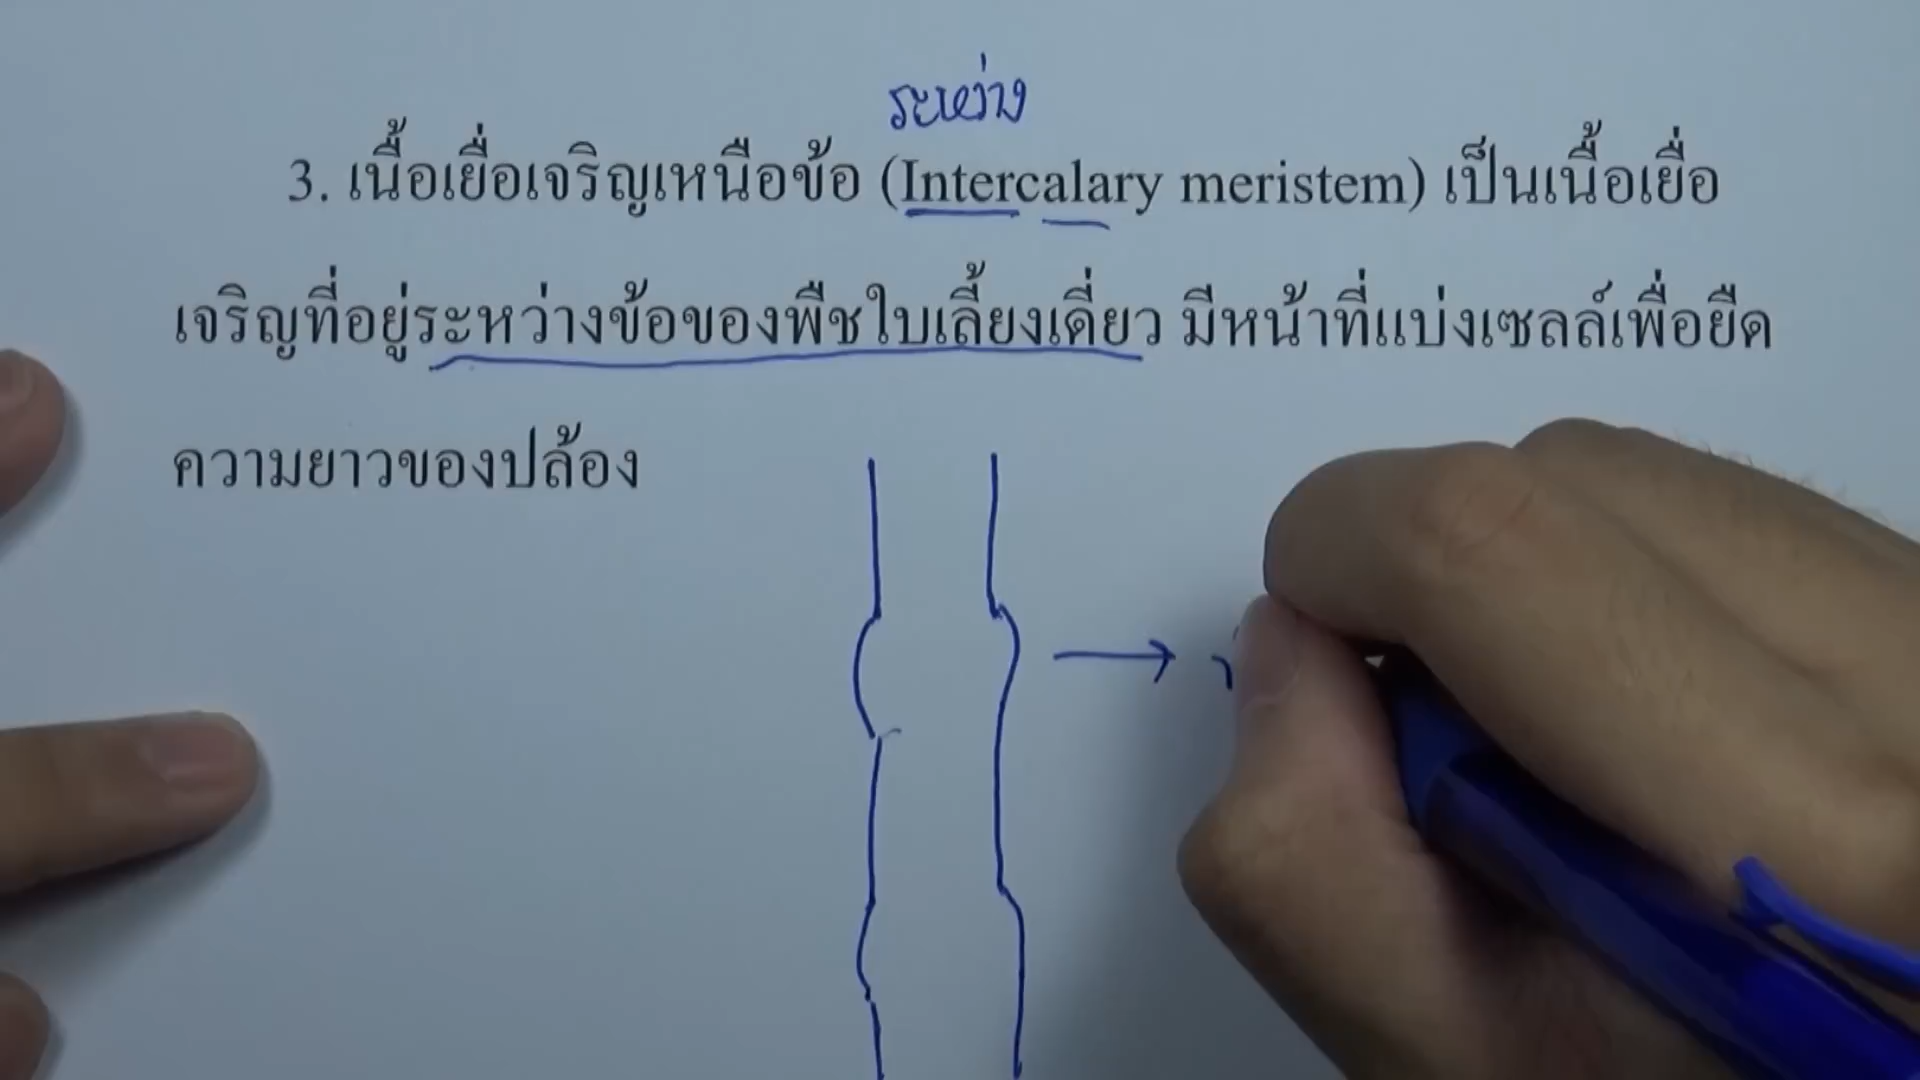 ระหว่าง
3. เนื้อเยื่อเจริญเหนือข้อ (Intercalary meristem) เป็นเนื้อเยื่อ
เจริญที่อยู่ระหว่างข้อของพืชใบเลี้ยงเดี่ยว มีหน้าที่แบ่งเซลล์เพื่อยืด
ความยาวของปล้อง